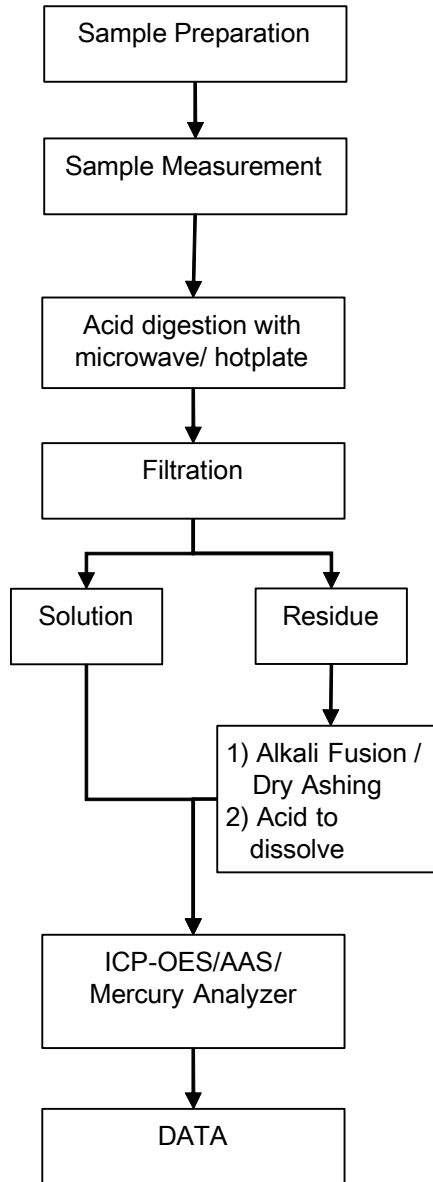 Sample Preparation
Sample Measurement
Acid digestion with
microwave/ hotplate
Filtration
Solution
Residue
1) Alkali Fusion /
Dry Ashing
2) Acid to
dissolve
ICP-OES/AAS/
Mercury Analyzer
DATA